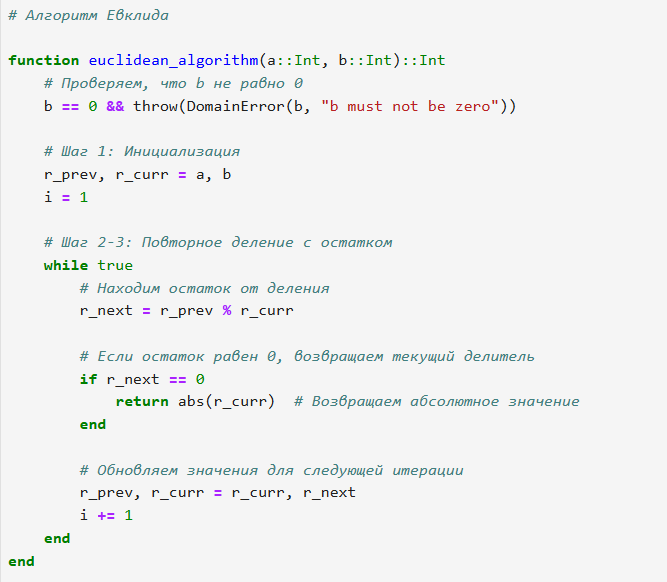 # Алгоритм Евклида
function euclidean_algorithm(a::Int, b::Int)::Int
    # Проверяем, что b не равно 0
    b == 0 && throw(DomainError(b, "b must not be zero"))
    # Шаг 1: Инициализация
    r_prev, r_curr = a, b
    i = 1
    # Шаг 2-3: Повторное деление с остатком
    while true
        # Находим остаток от деления
        r_next = r_prev % r_curr
        # Если остаток равен 0, возвращаем текущий делитель
        if r_next == 0
            return abs(r_curr)  # Возвращаем абсолютное значение
        end
        # Обновляем значения для следующей итерации
        r_prev, r_curr = r_curr, r_next
        i += 1
    end
end